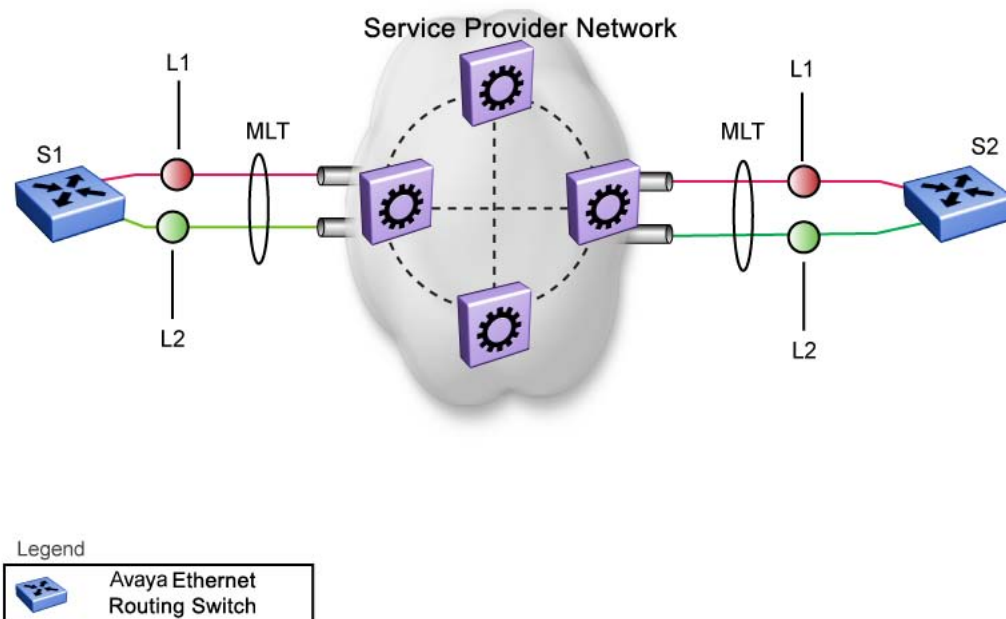 Service Provider Network
L1
L1
MLT
MLT
S1
S2
L2
L2
Legend
Avaya Ethernet
Routing Switch